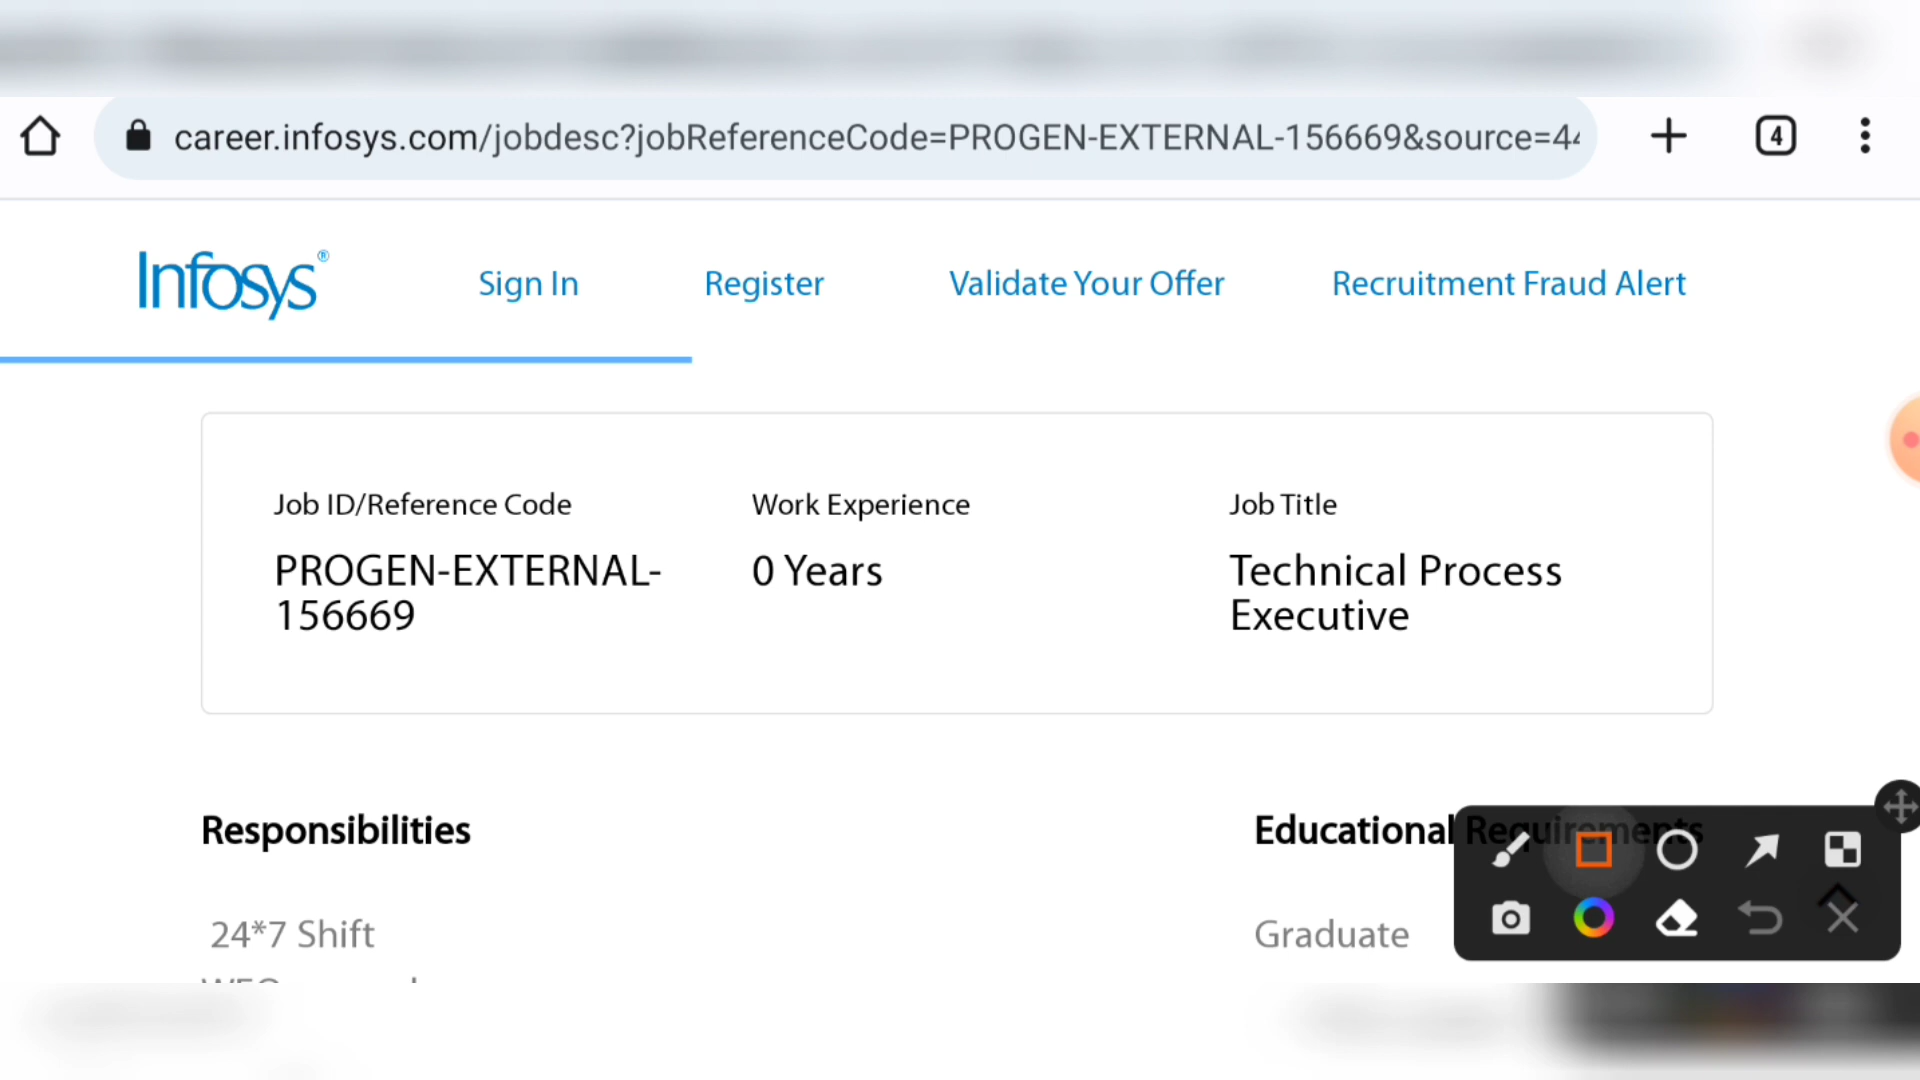 career.infosys.com/jobdesc?jobReferenceCode=PROGEN-EXTERNAL-156669&source=44
4
Infosys®
Sign In
Register
Validate Your Offer
Recruitment Fraud Alert
Job ID/Reference Code
Work Experience
Job Title
PROGEN-EXTERNAL-
156669
0 Years
Technical Process
Executive
Responsibilities
Educational Requirements
24*7 Shift
Graduate